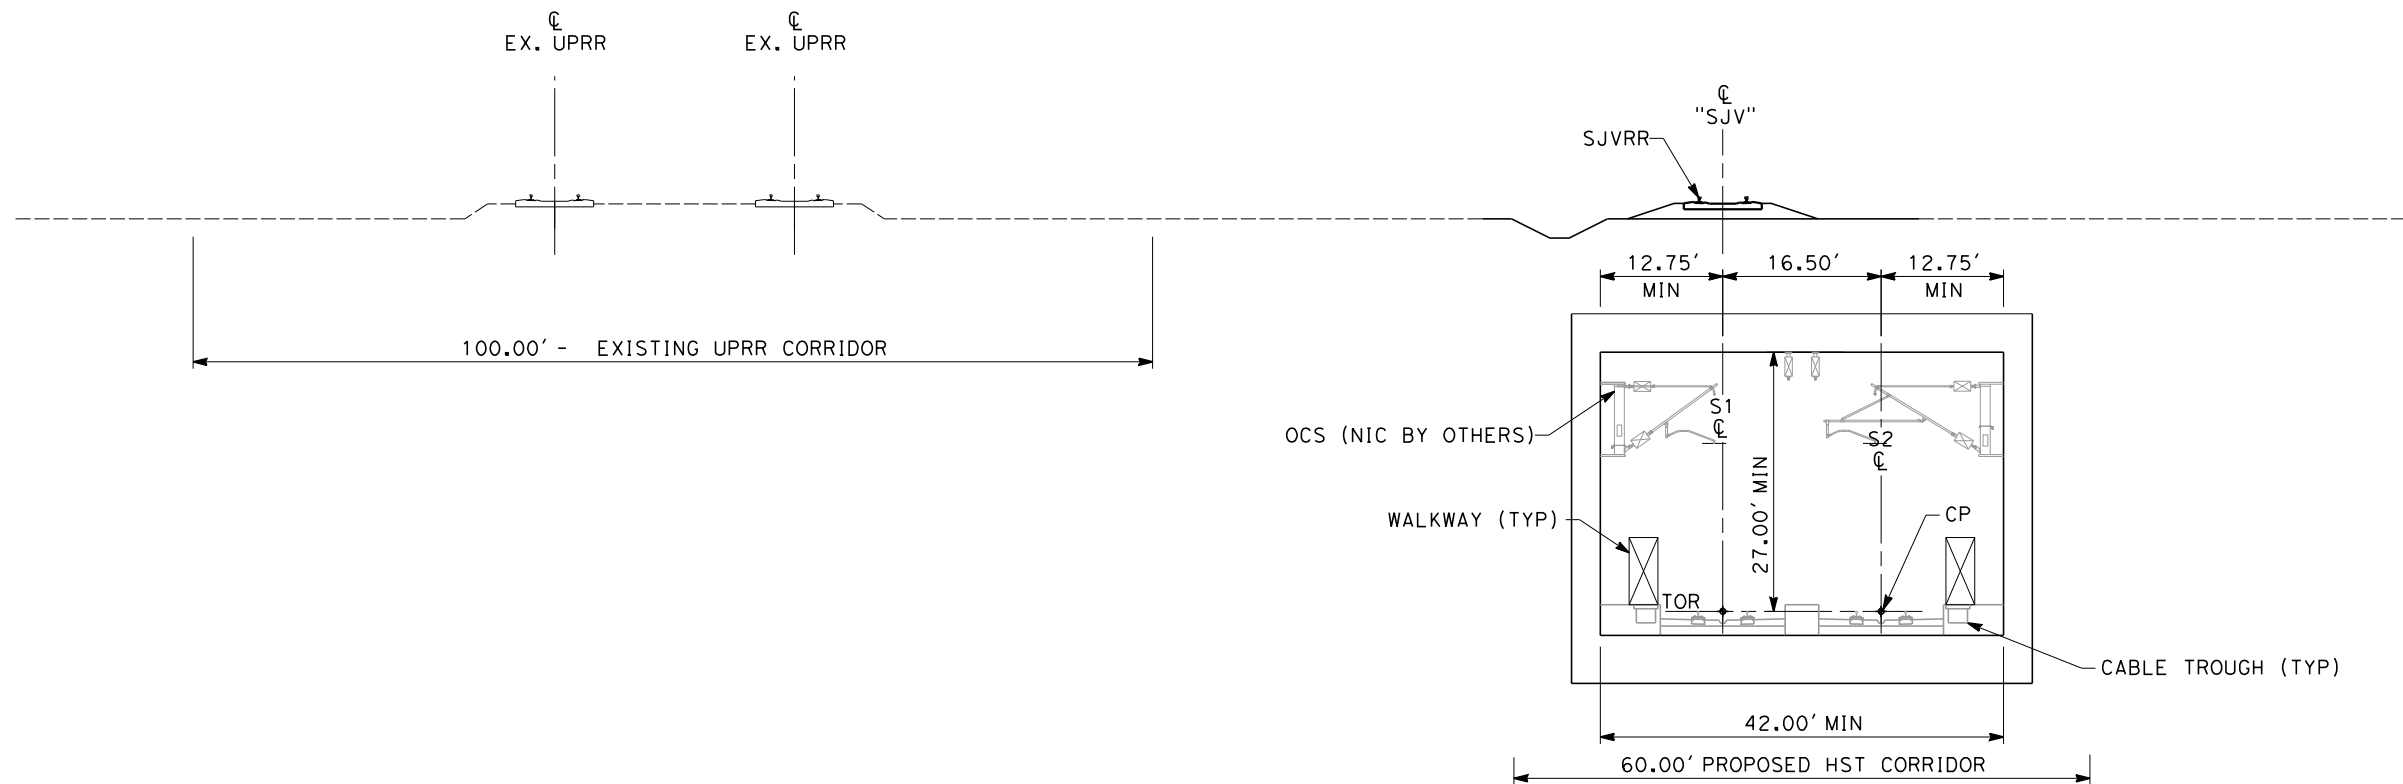 ℄
EX. UPRR
℄
EX. UPRR
℄
"SJV"
SJVRR
12.75' MIN
16.50'
12.75' MIN
100.00' - EXISTING UPRR CORRIDOR
S1
℄
OCS (NIC BY OTHERS)
S2
℄
27.00' MIN
WALKWAY (TYP)
CP
TOR
CABLE TROUGH (TYP)
42.00' MIN
60.00' PROPOSED HST CORRIDOR